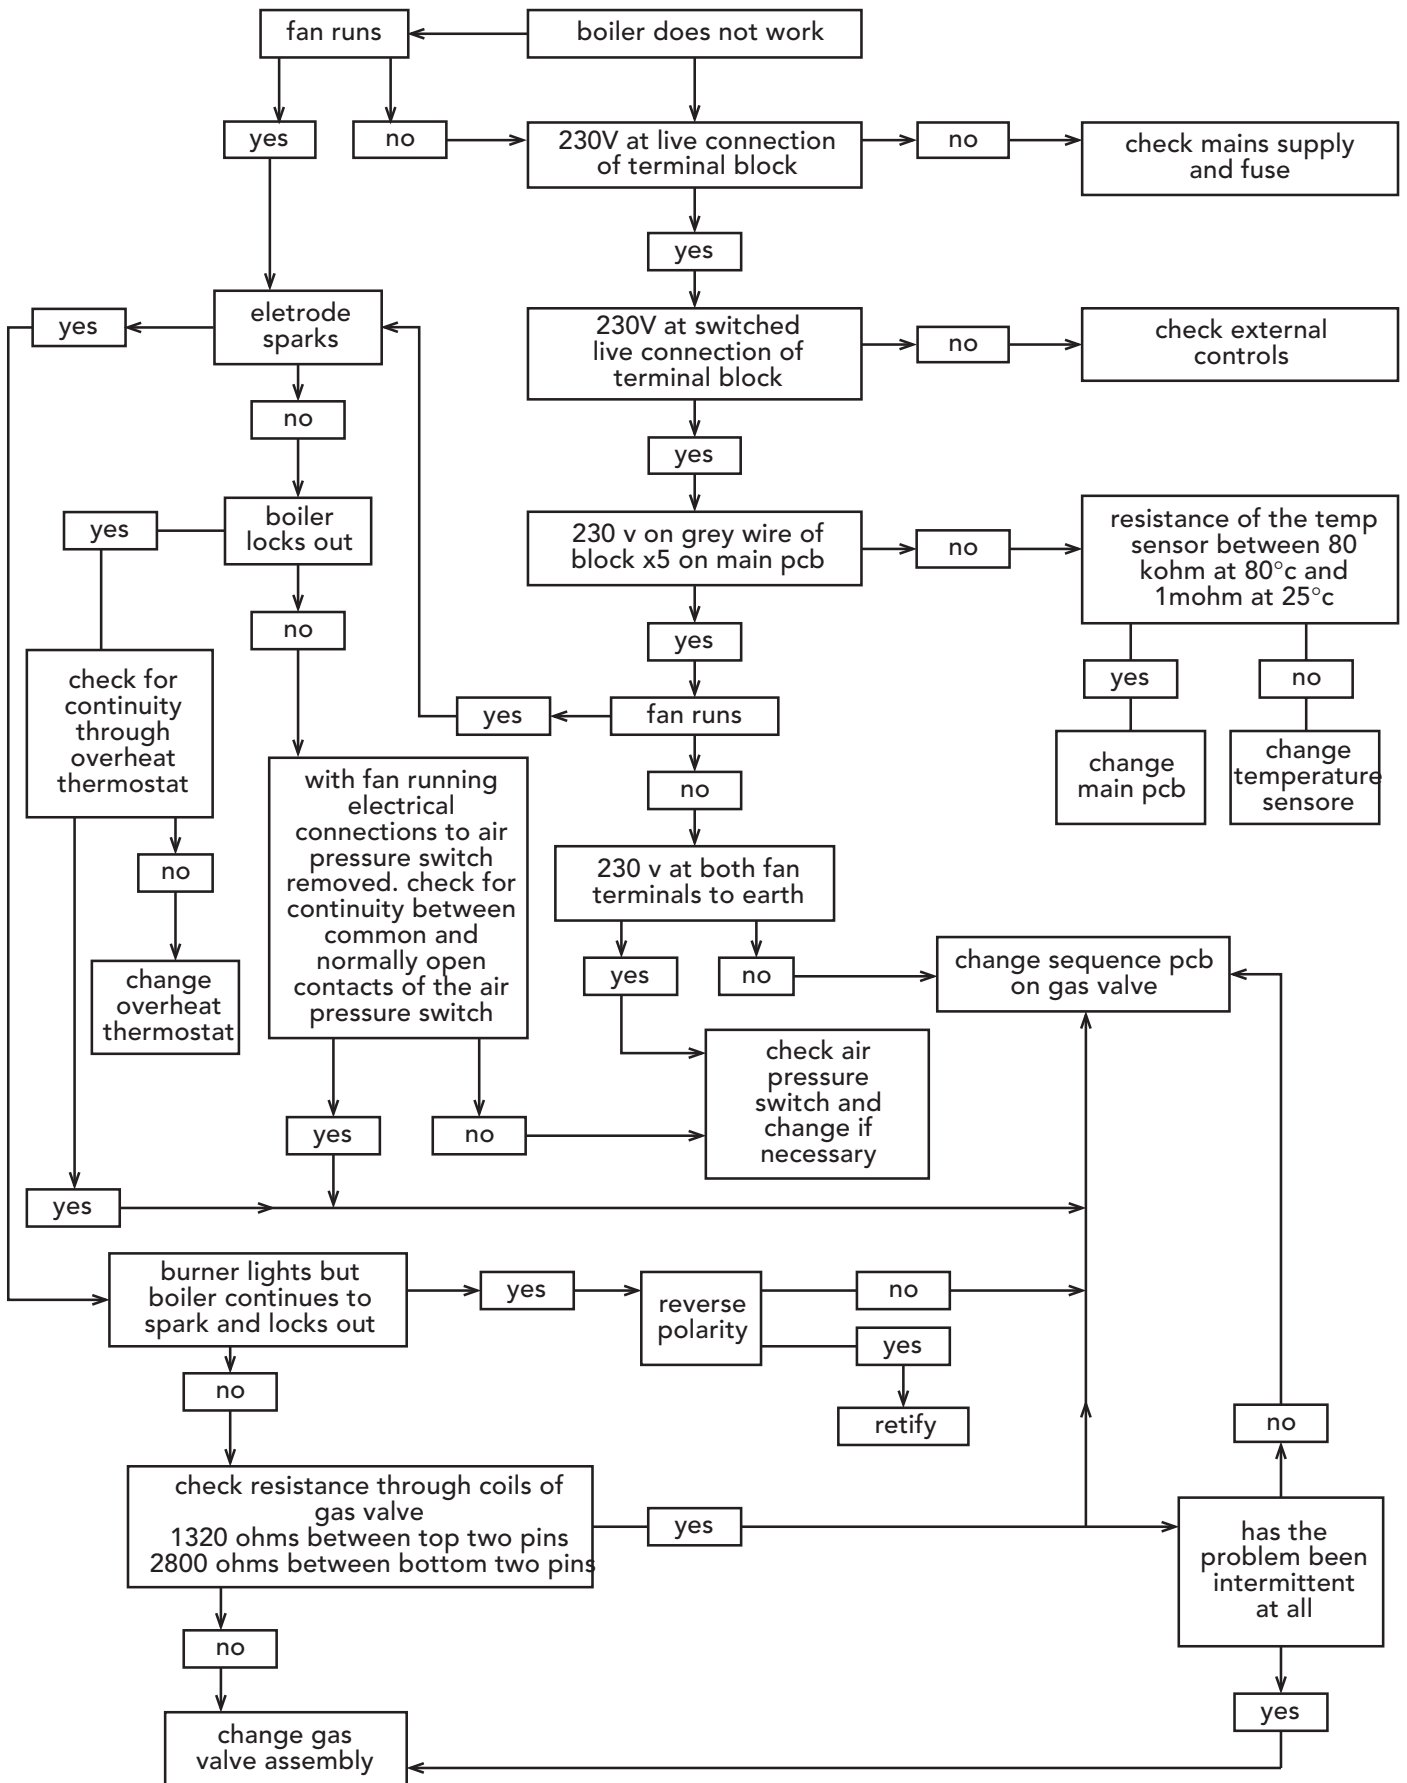 fan runs
boiler does not work
yes
no
230V at live connection
of terminal block
no
check mains supply
and fuse
yes
yes
eletrode
sparks
230V at switched
live connection of
terminal block
no
check external
controls
no
yes
yes
boiler
locks out
230 v on grey wire of
block x5 on main pcb
no
resistance of the temp
sensor between 80
kohm at 80°c and
1mohm at 25°c
no
yes
yes
no
check for
continuity
through
overheat
thermostat
yes
fan runs
change
main pcb
change
temperature
sensore
with fan running
electrical
connections to air
pressure switch
removed. check for
continuity between
common and
normally open
contacts of the air
pressure switch
no
no
230 v at both fan
terminals to earth
change
overheat
thermostat
yes
no
change sequence pcb
on gas valve
check air
pressure
switch and
change if
necessary
yes
no
yes
burner lights but
boiler continues to
spark and locks out
yes
reverse
polarity
no
yes
no
retify
no
check resistance through coils of
gas valve
1320 ohms between top two pins
2800 ohms between bottom two pins
yes
has the
problem been
intermittent
at all
no
yes
change gas
valve assembly